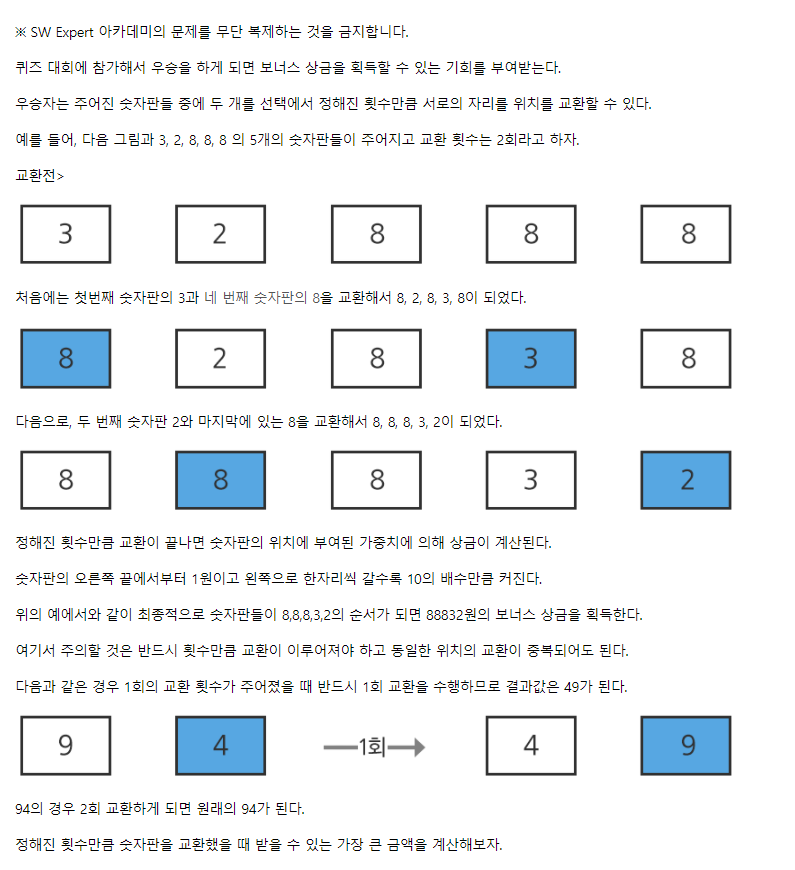 ※ SW Expert 아카데미의 문제를 무단 복제하는 것을 금지합니다.
퀴즈 대회에 참가해서 우승을 하게 되면 보너스 상금을 획득할 수 있는 기회를 부여받는다.
우승자는 주어진 숫자판들 중에 두 개를 선택에서 정해진 횟수만큼 서로의 자리를 위치를 교환할 수 있다.
예를 들어, 다음 그림과 3, 2, 8, 8, 8 의 5개의 숫자판들이 주어지고 교환 횟수는 2회라고 하자.
교환전>
3 2 8 8 8
처음에는 첫번째 숫자판의 3과 네 번째 숫자판의 8을 교환해서 8, 2, 8, 3, 8이 되었다.
8 2 8 3 8
다음으로, 두 번째 숫자판 2와 마지막에 있는 8을 교환해서 8, 8, 8, 3, 2이 되었다.
8 8 8 3 2
정해진 횟수만큼 교환이 끝나면 숫자판의 위치에 부여된 가중치에 의해 상금이 계산된다.
숫자판의 오른쪽 끝에서부터 1원이고 왼쪽으로 한자리씩 갈수록 10의 배수만큼 커진다.
위의 예에서와 같이 최종적으로 숫자판들이 8,8,8,3,2의 순서가 되면 88832원의 보너스 상금을 획득한다.
여기서 주의할 것은 반드시 횟수만큼 교환이 이루어져야 하고 동일한 위치의 교환이 중복되어도 된다.
다음과 같은 경우 1회의 교환 횟수가 주어졌을 때 반드시 1회 교환을 수행하므로 결과값은 49가 된다.
9 4 1회 4 9
94의 경우 2회 교환하게 되면 원래의 94가 된다.
정해진 횟수만큼 숫자판을 교환했을 때 받을 수 있는 가장 큰 금액을 계산해보자.